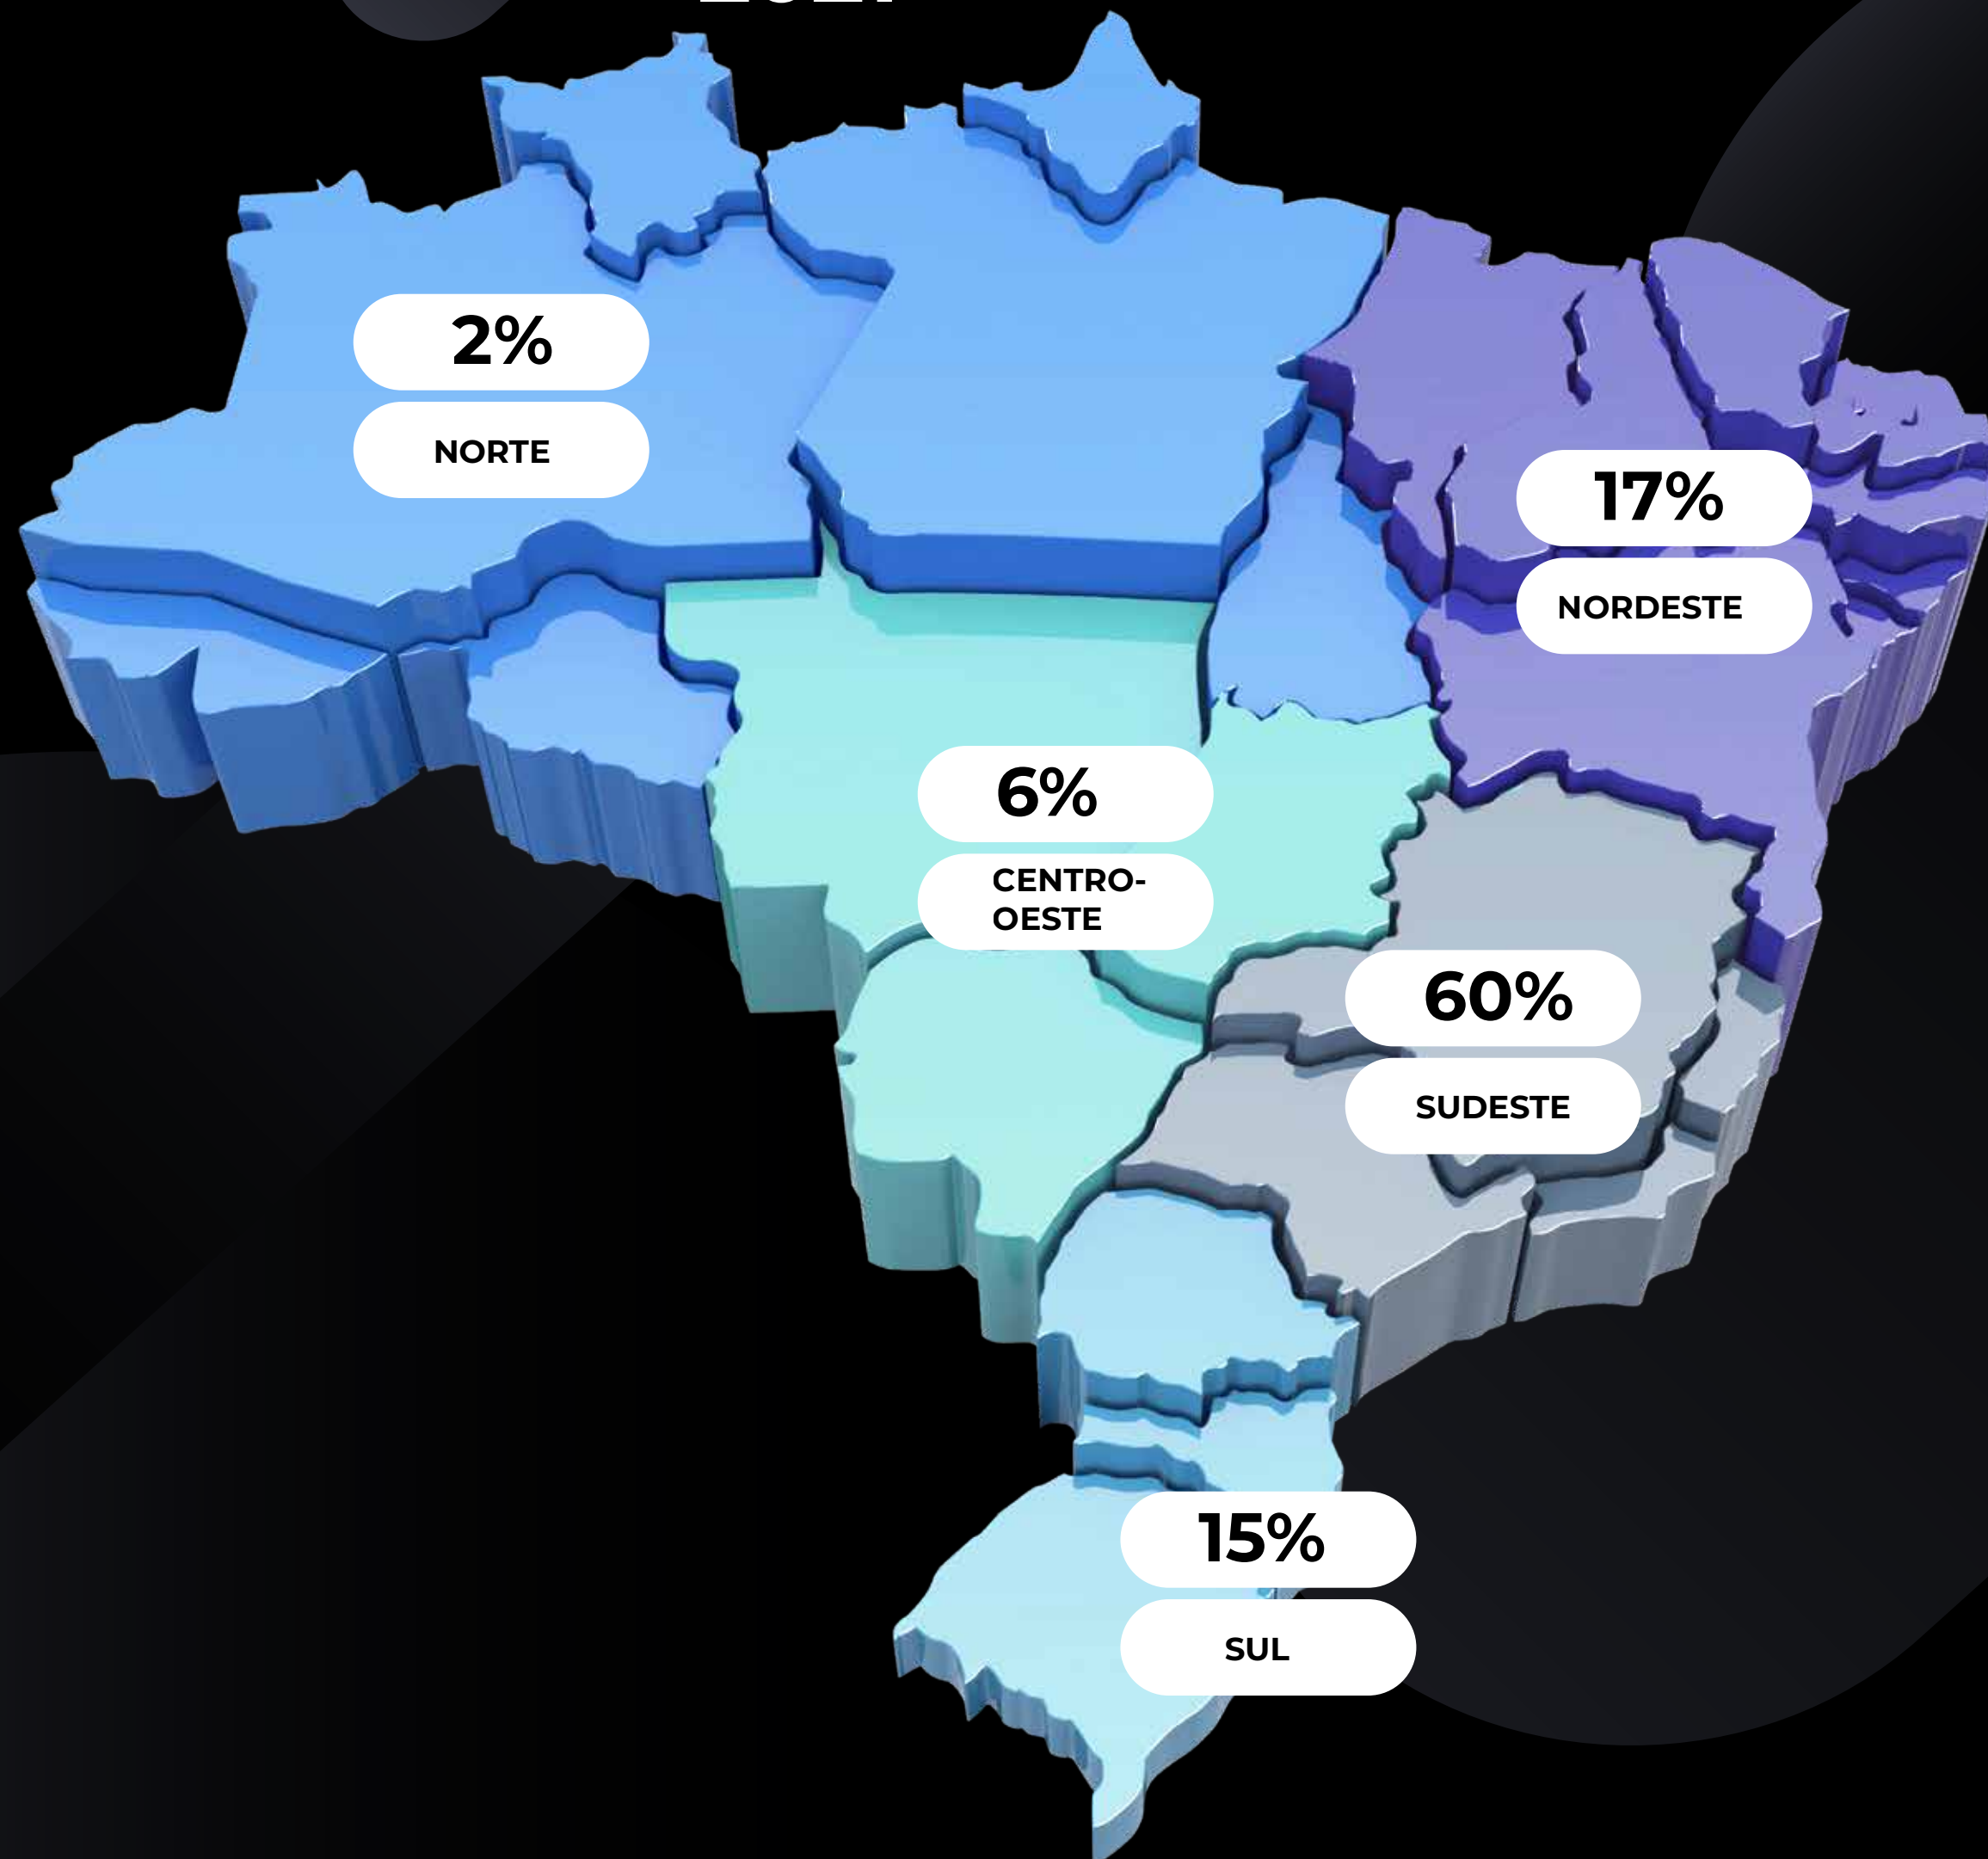 2%
NORTE
17%
NORDESTE
6%
CENTRO-
OESTE
60%
SUDESTE
15%
SUL